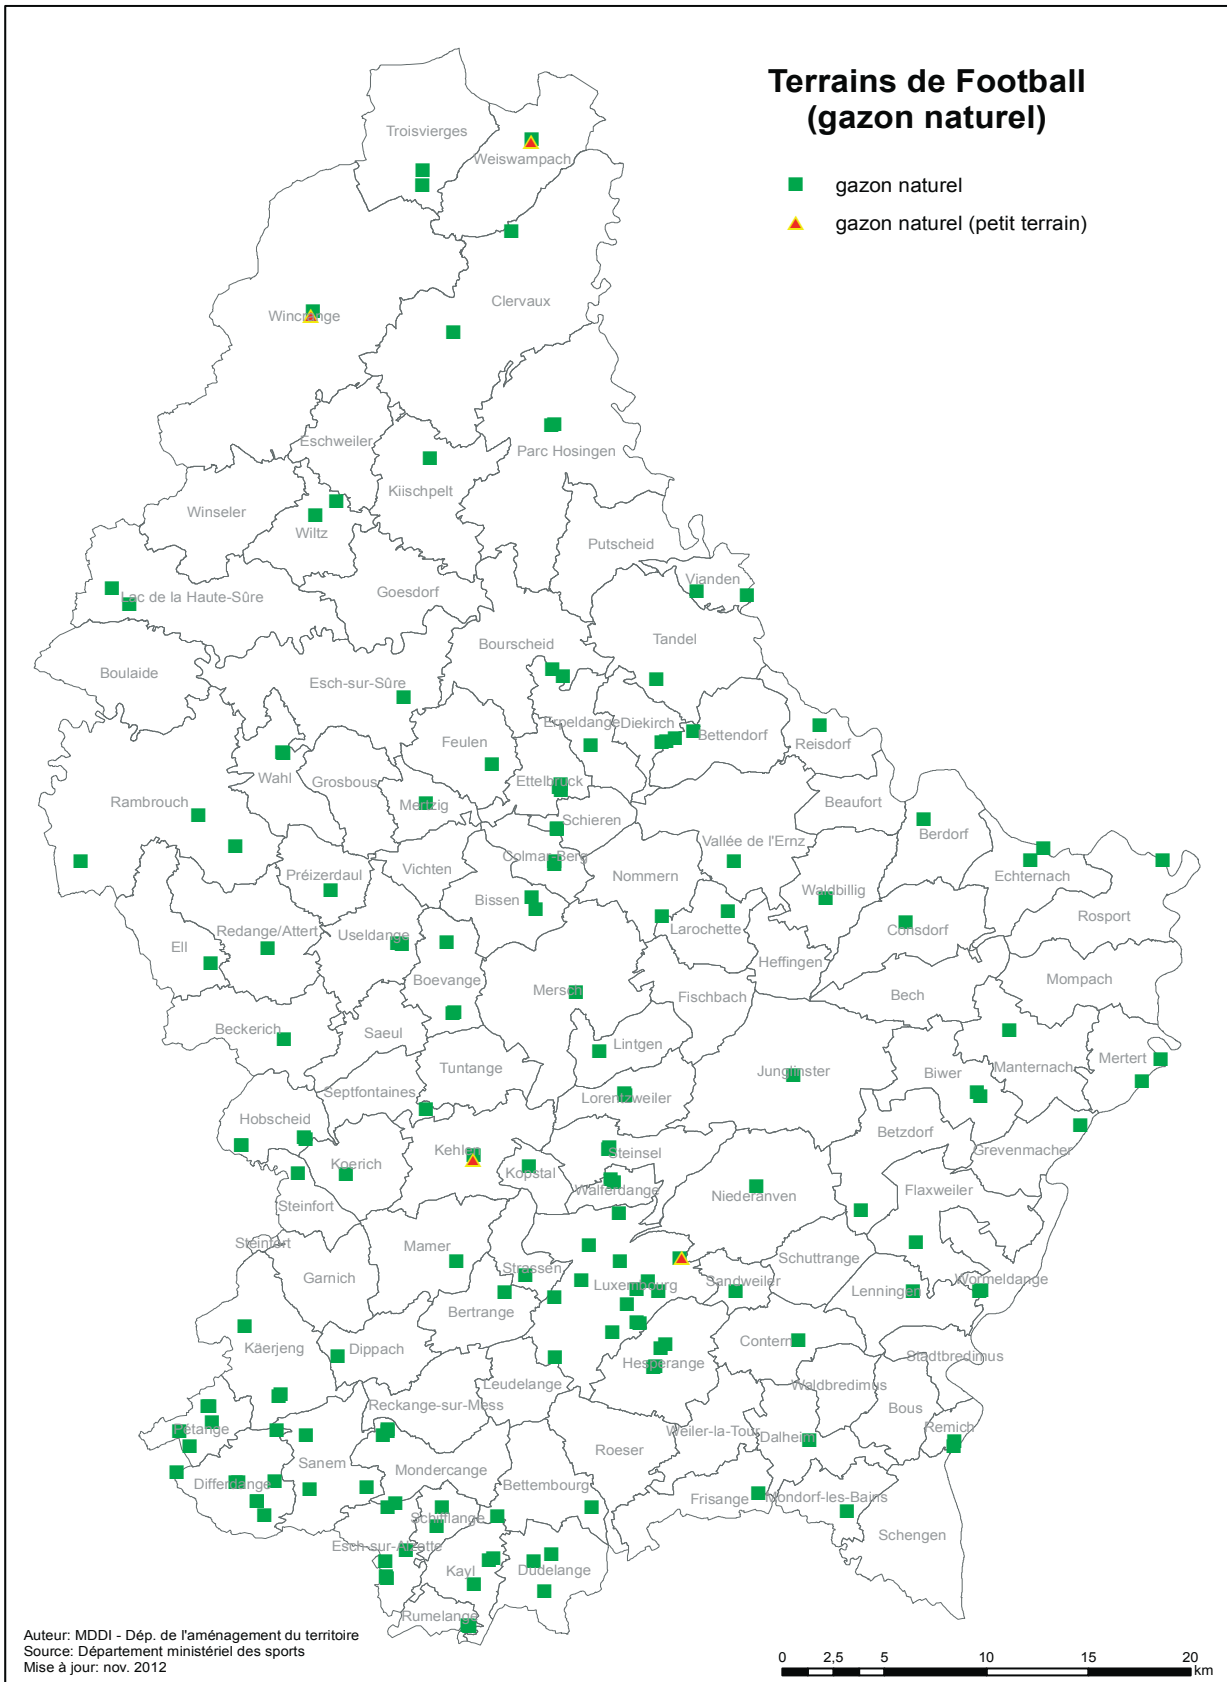 Terrains de Football
(gazon naturel)
gazon naturel
gazon naturel (petit terrain)
Troisvierges
Weiswampach
Clervaux
Wincrange
Eschweiler
Parc Hosingen
Kiischpelt
Winseler
Wiltz
Putscheid
Vianden
Goesdorf
Lac de la Haute-Sûre
Tandel
Bourscheid
Boulaide
Esch-sur-Sûre
Erpeldange
Diekirch
Bettendorf
Reisdorf
Feulen
Wahl
Grosbous
Ettelbruck
Rambrouch
Mertzig
Beaufort
Schieren
Berdorf
Vallée de l'Ernz
Colmar-Berg
Vichten
Préizerdaul
Nommern
Echternach
Waldbillig
Bissen
Rosport
Redange/Attert
Useldange
Larochette
Consdorf
Ell
Heffingen
Boevange
Mompach
Mersch
Fischbach
Bech
Beckerich
Saeul
Lintgen
Mertert
Tuntange
Junglinster
Biwer
Manternach
Septfontaines
Lorentzweiler
Hobscheid
Betzdorf
Kehlen
Steinsel
Grevenmacher
Koerich
Kopstal
Walferdange
Niederanven
Flaxweiler
Steinfort
Steinfort
Mamer
Schuttrange
Strassen
Garnich
Luxembourg
Sandweiler
Lenningen
Wormeldange
Bertrange
Käerjeng
Dippach
Contern
Stadtbredimus
Hesperange
Leudelange
Waldbredimus
Reckange-sur-Mess
Bous
Pétange
Weiler-la-Tour
Dalheim
Remich
Roeser
Sanem
Mondercange
Differdange
Bettembourg
Frisange
Mondorf-les-Bains
Schifflange
Schengen
Esch-sur-Alzette
Kayl
Dudelange
Rumelange
Auteur: MDDI - Dép. de l'aménagement du territoire
Source: Département ministériel des sports
Mise à jour: nov. 2012
0 2,5 5 10 15 20
km